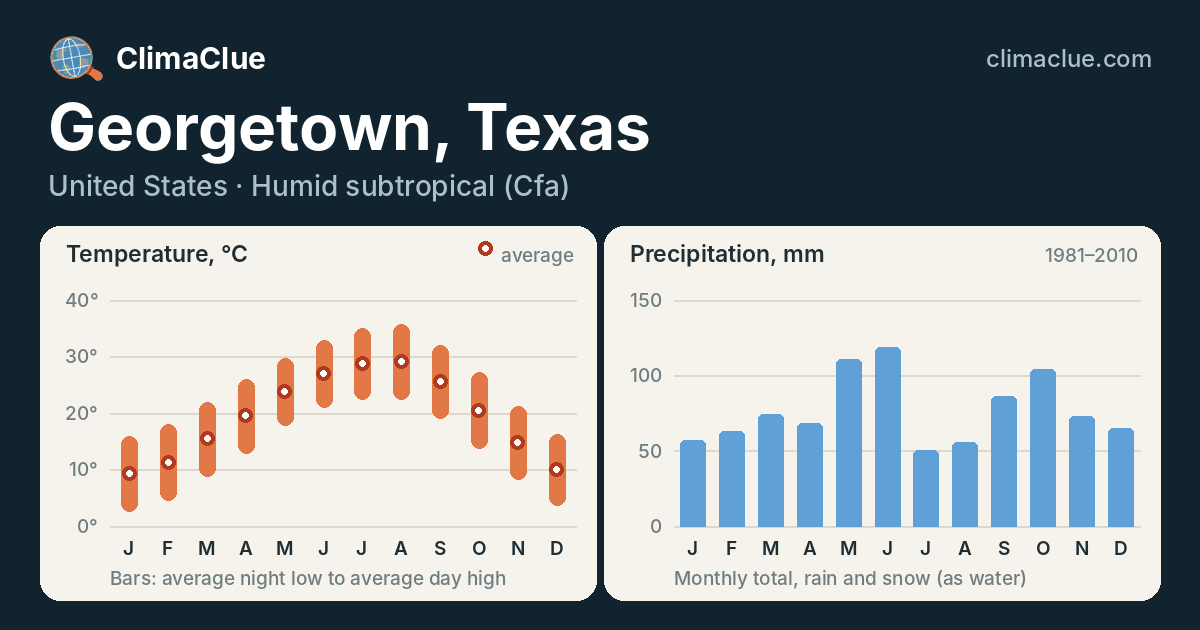 ClimaClue
climaclue.com
Georgetown, Texas
United States · Humid subtropical (Cfa)
Temperature, °C
average
40°
30°
20°
10°
0°
J F M A M J J A S O N D
Bars: average night low to average day high
Precipitation, mm
1981–2010
150
100
50
0
J F M A M J J A S O N D
Monthly total, rain and snow (as water)